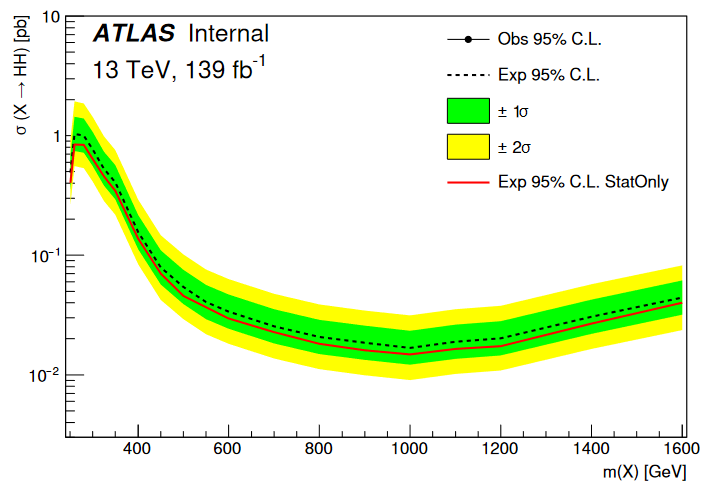 ATLAS Internal
13 TeV, 139 fb⁻¹
Obs 95% C.L.
Exp 95% C.L.
± 1σ
± 2σ
Exp 95% C.L. StatOnly
σ (X → HH) [pb]
10
1
10⁻¹
10⁻²
400 600 800 1000 1200 1400 1600
m(X) [GeV]